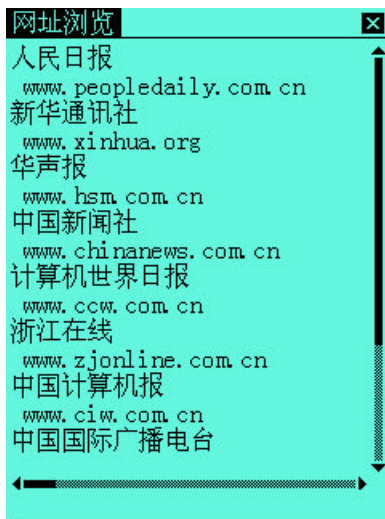 网址浏览
人民日报
www.peopledaily.com.cn
新华通讯社
www.xinhua.org
华声报
www.hsm.com.cn
中国新闻社
www.chinanews.com.cn
计算机世界日报
www.ccw.com.cn
浙江在线
www.zjonline.com.cn
中国计算机报
www.ciw.com.cn
中国国际广播电台